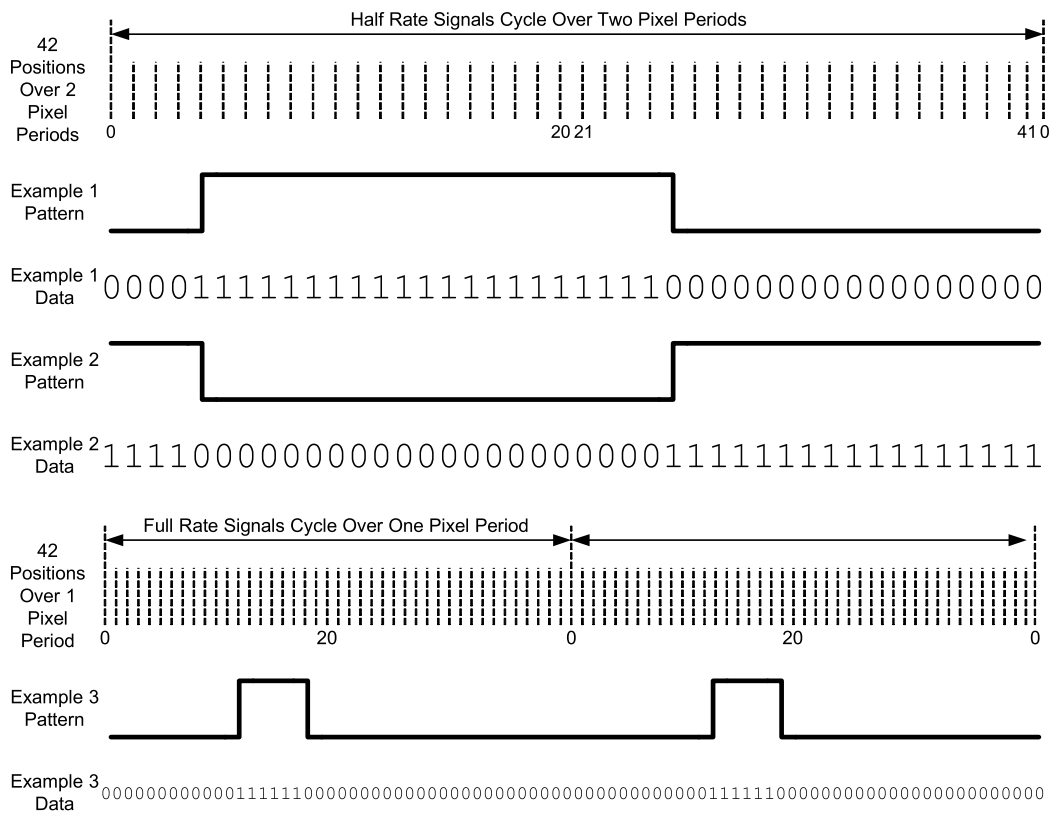 Half Rate Signals Cycle Over Two Pixel Periods
42
Positions
Over 2
Pixel
Periods
0 20 21 41 0
Example 1
Pattern
Example 1
Data
000011111111111111111111100000000000000000
Example 2
Pattern
Example 2
Data
111100000000000000000000011111111111111111
Full Rate Signals Cycle Over One Pixel Period
42
Positions
Over 1
Pixel
Period
0 20 0 20 0
Example 3
Pattern
Example 3
Data
000000000000111111000000000000000000000000000000000000111111000000000000000000000000